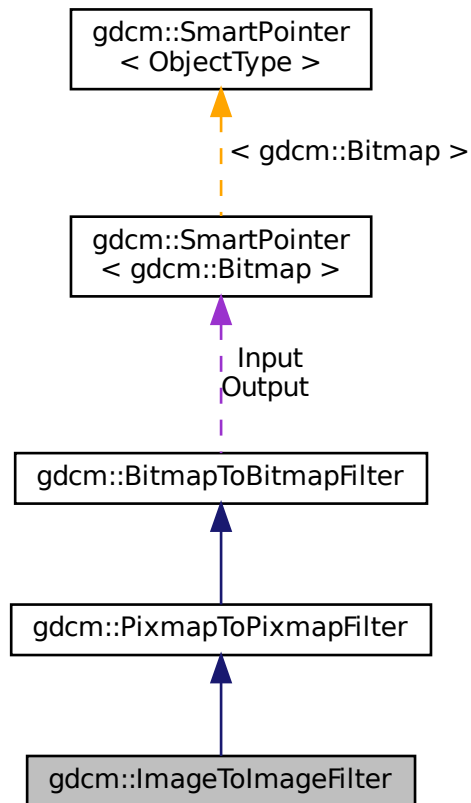 gdcm::SmartPointer
< ObjectType >
< gdcm::Bitmap >
gdcm::SmartPointer
< gdcm::Bitmap >
Input
Output
gdcm::BitmapToBitmapFilter
gdcm::PixmapToPixmapFilter
gdcm::ImageToImageFilter